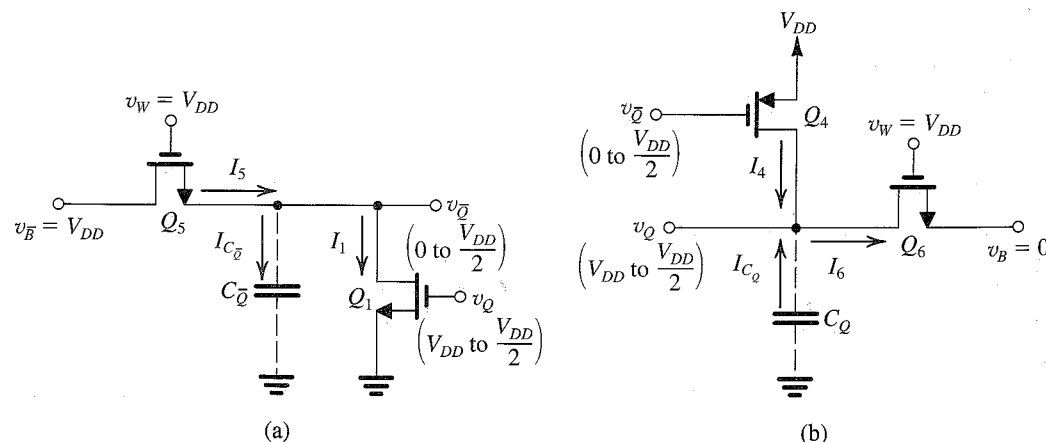 v_W = V_DD
I_5
Q_5
v_B̅ = V_DD
I_C_Q̅
I_1
v_Q̅
(0 to V_DD/2)
C_Q̅
Q_1
v_Q
(V_DD to V_DD/2)
(a)
V_DD
v_Q̅
Q_4
(0 to V_DD/2)
I_4
v_W = V_DD
v_Q
(V_DD to V_DD/2)
I_C_Q
I_6
Q_6
v_B = 0
C_Q
(b)